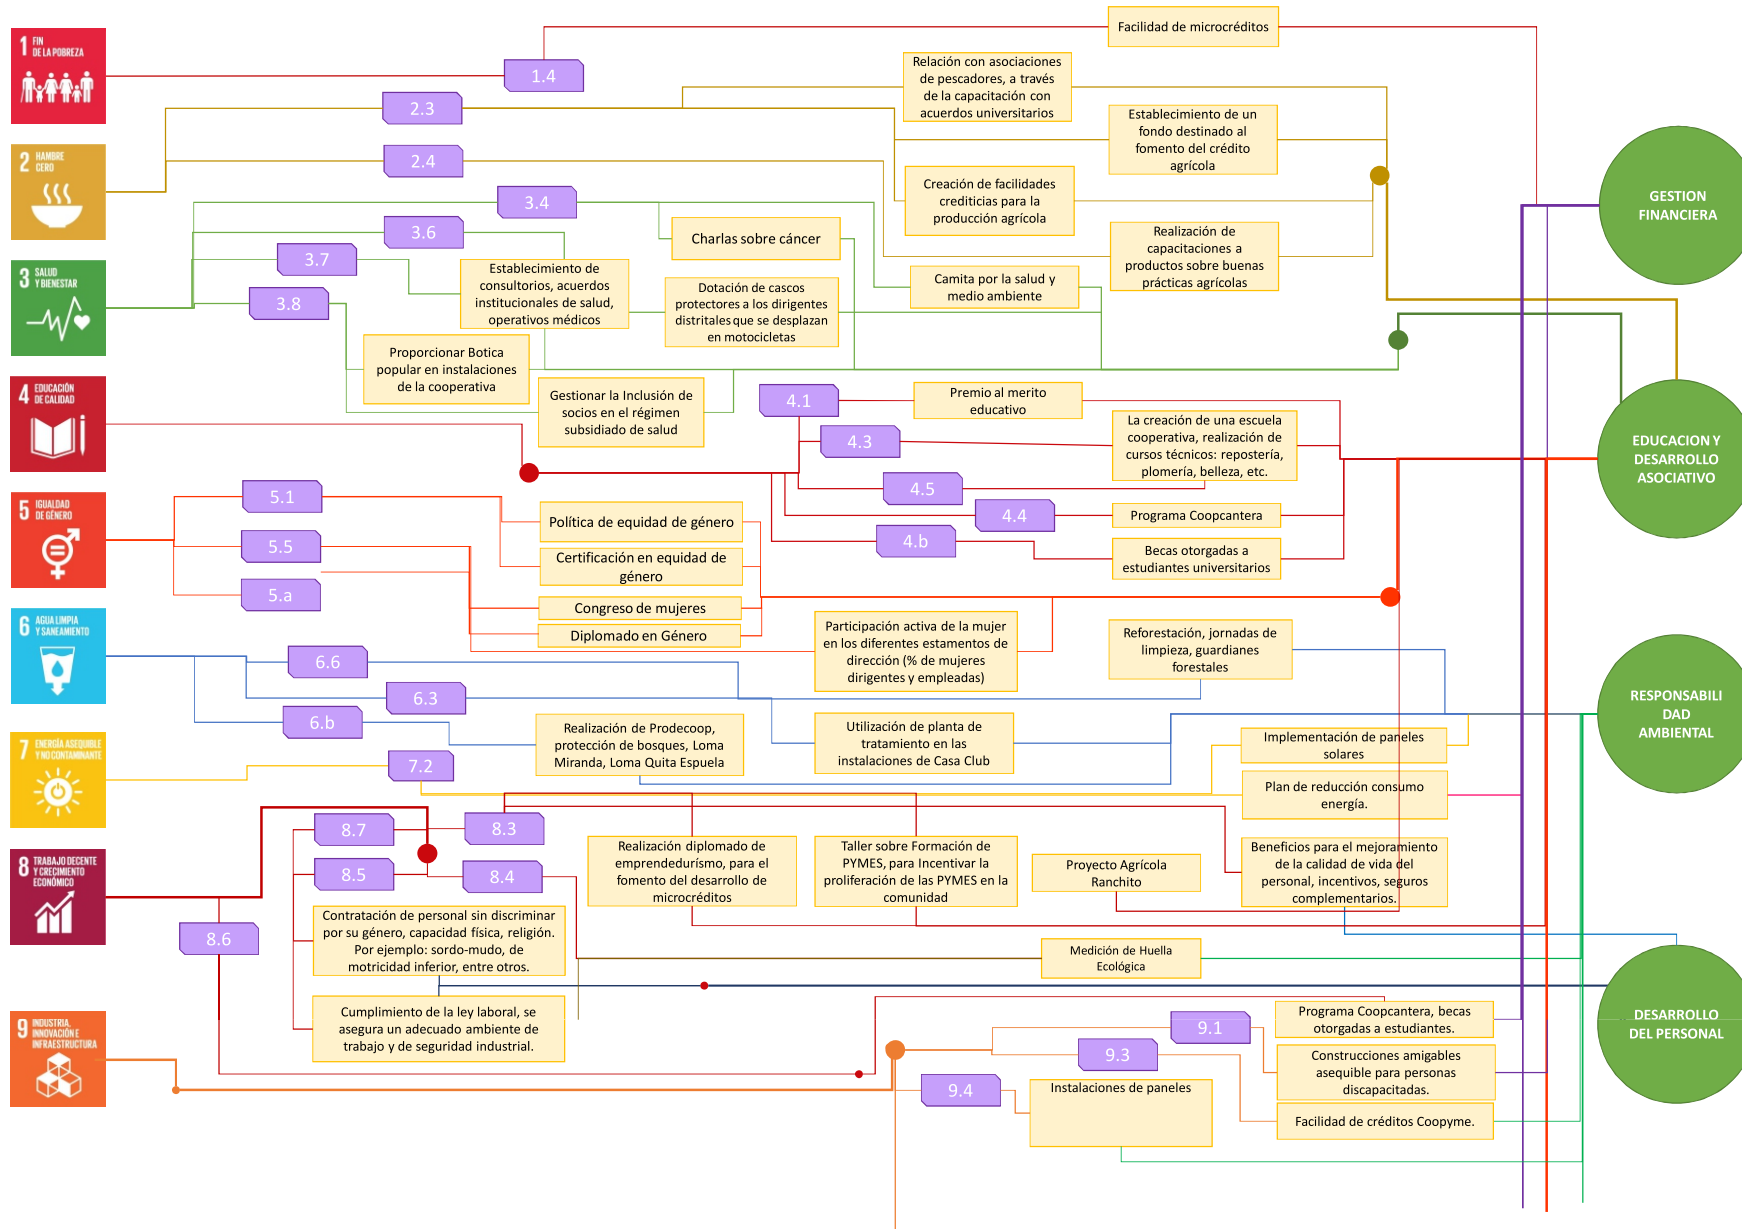 1 FIN
DE LA POBREZA
2 HAMBRE
CERO
3 SALUD
Y BIENESTAR
4 EDUCACIÓN
DE CALIDAD
5 IGUALDAD
DE GÉNERO
6 AGUA LIMPIA
Y SANEAMIENTO
7 ENERGÍA ASEQUIBLE
Y NO CONTAMINANTE
8 TRABAJO DECENTE
Y CRECIMIENTO
ECONÓMICO
9 INDUSTRIA,
INNOVACIÓN E
INFRAESTRUCTURA
1.4
2.3
2.4
3.4
3.6
3.7
3.8
4.1
4.3
4.5
4.4
4.b
5.1
5.5
5.a
6.6
6.3
6.b
7.2
8.7
8.3
8.5
8.4
8.6
9.1
9.3
9.4
Facilidad de microcréditos
Relación con asociaciones
de pescadores, a través
de la capacitación con
acuerdos universitarios
Establecimiento de un
fondo destinado al
fomento del crédito
agrícola
Creación de facilidades
crediticias para la
producción agrícola
Realización de
capacitaciones a
productos sobre buenas
prácticas agrícolas
Charlas sobre cáncer
Camita por la salud y
medio ambiente
Establecimiento de
consultorios, acuerdos
institucionales de salud,
operativos médicos
Dotación de cascos
protectores a los dirigentes
distritales que se desplazan
en motocicletas
Proporcionar Botica
popular en instalaciones
de la cooperativa
Gestionar la Inclusión de
socios en el régimen
subsidiado de salud
Premio al merito
educativo
La creación de una escuela
cooperativa, realización de
cursos técnicos: repostería,
plomería, belleza, etc.
Programa Coopcantera
Becas otorgadas a
estudiantes universitarios
Política de equidad de género
Certificación en equidad de
género
Congreso de mujeres
Diplomado en Género
Participación activa de la mujer
en los diferentes estamentos de
dirección (% de mujeres
dirigentes y empleadas)
Reforestación, jornadas de
limpieza, guardianes
forestales
Realización de Prodecoop,
protección de bosques, Loma
Miranda, Loma Quita Espuela
Utilización de planta de
tratamiento en las
instalaciones de Casa Club
Implementación de paneles
solares
Plan de reducción consumo
energía.
Realización diplomado de
emprendedurísmo, para el
fomento del desarrollo de
microcréditos
Taller sobre Formación de
PYMES, para Incentivar la
proliferación de las PYMES en la
comunidad
Proyecto Agrícola
Ranchito
Beneficios para el mejoramiento
de la calidad de vida del
personal, incentivos, seguros
complementarios.
Contratación de personal sin discriminar
por su género, capacidad física, religión.
Por ejemplo: sordo-mudo, de
motricidad inferior, entre otros.
Medición de Huella
Ecológica
Cumplimiento de la ley laboral, se
asegura un adecuado ambiente de
trabajo y de seguridad industrial.
Programa Coopcantera, becas
otorgadas a estudiantes.
Construcciones amigables
asequible para personas
discapacitadas.
Instalaciones de paneles
Facilidad de créditos Coopyme.
GESTION
FINANCIERA
EDUCACION Y
DESARROLLO
ASOCIATIVO
RESPONSABILI
DAD
AMBIENTAL
DESARROLLO
DEL PERSONAL